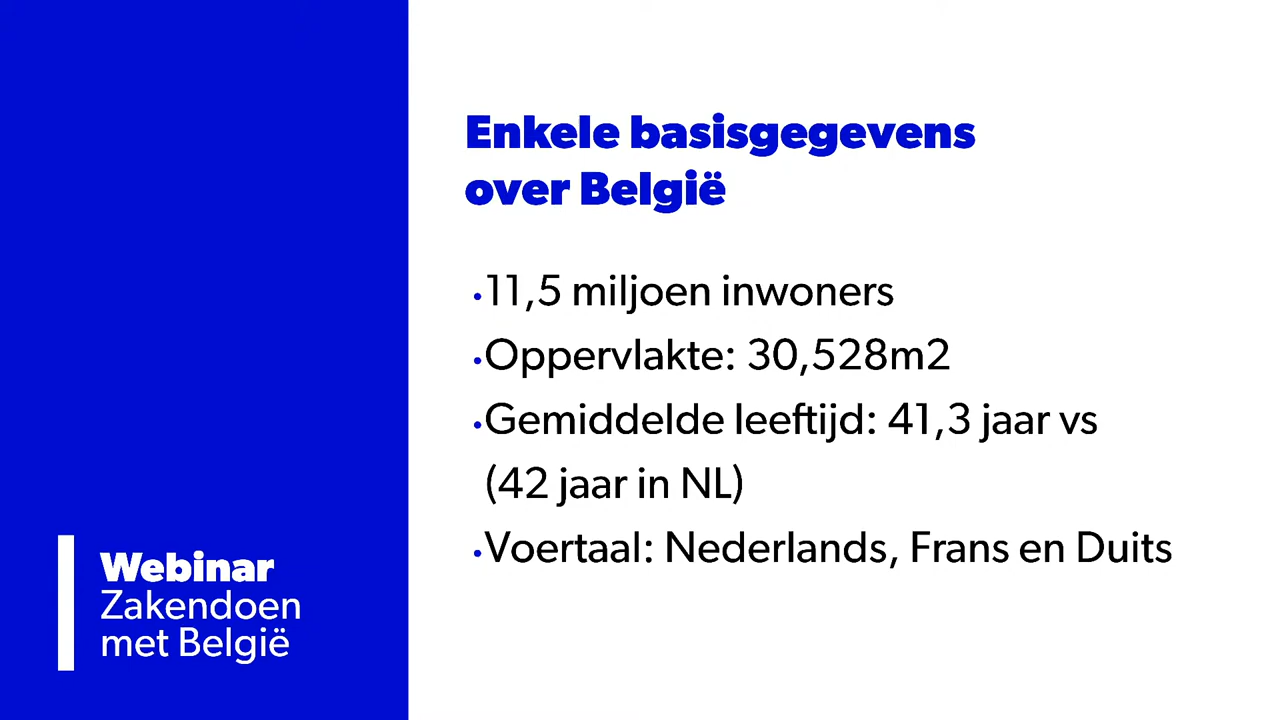 Enkele basisgegevens
over België
•11,5 miljoen inwoners
•Oppervlakte: 30,528m2
•Gemiddelde leeftijd: 41,3 jaar vs
(42 jaar in NL)
•Voertaal: Nederlands, Frans en Duits
Webinar
Zakendoen
met België